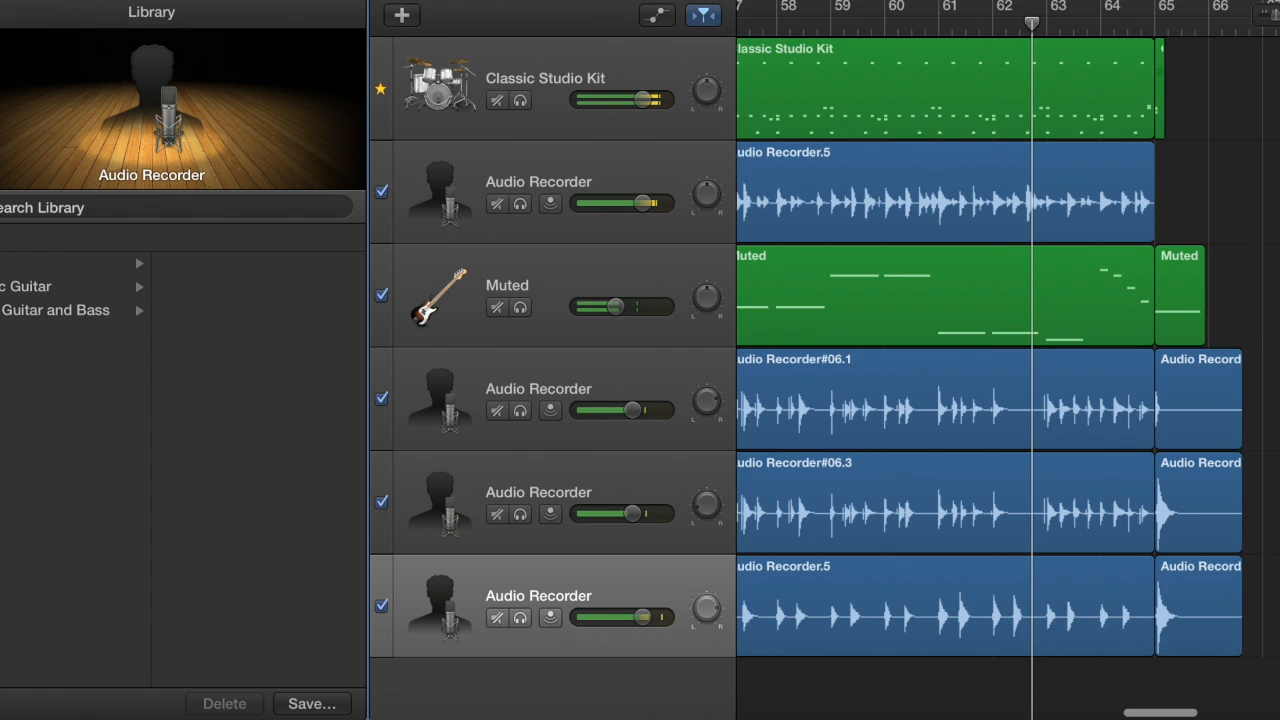 Library
Audio Recorder
earch Library
c Guitar
Guitar and Bass
Delete
Save...
7 58 59 60 61 62 64 65 66
Classic Studio Kit
L R
lassic Studio Kit
Audio Recorder
L R
udio Recorder.5
Muted
L R
Muted
Muted
Audio Recorder
L R
udio Recorder#06.1
Audio Record
Audio Recorder
L R
udio Recorder#06.3
Audio Record
Audio Recorder
L R
udio Recorder.5
Audio Record